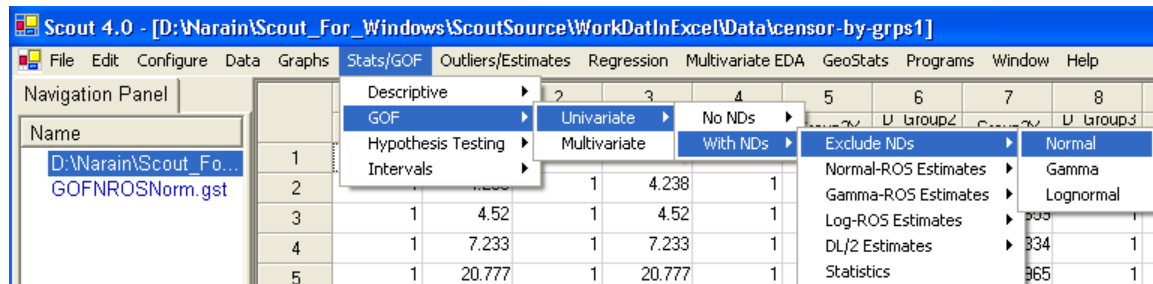 Scout 4.0 - [D:\Narain\Scout_For_Windows\ScoutSource\WorkDatInExcel\Data\censor-by-grps1]
File Edit Configure Data Graphs Stats/GOF Outliers/Estimates Regression Multivariate EDA GeoStats Programs Window Help
Navigation Panel
Name
D:\Narain\Scout_Fo...
GOFNROSNorm.gst
Descriptive
GOF
Hypothesis Testing
Intervals
Univariate
Multivariate
No NDs
With NDs
Exclude NDs
Normal-ROS Estimates
Gamma-ROS Estimates
Log-ROS Estimates
DL/2 Estimates
Statistics
Normal
Gamma
Lognormal
2 3 4 5 6 7 8
D_Group2 D_Group3
1
2 1 1 4.238 1
3 1 4.52 1 4.52 1 1
4 1 7.233 1 7.233 1 334 1
5 1 20.777 1 20.777 1 965 1